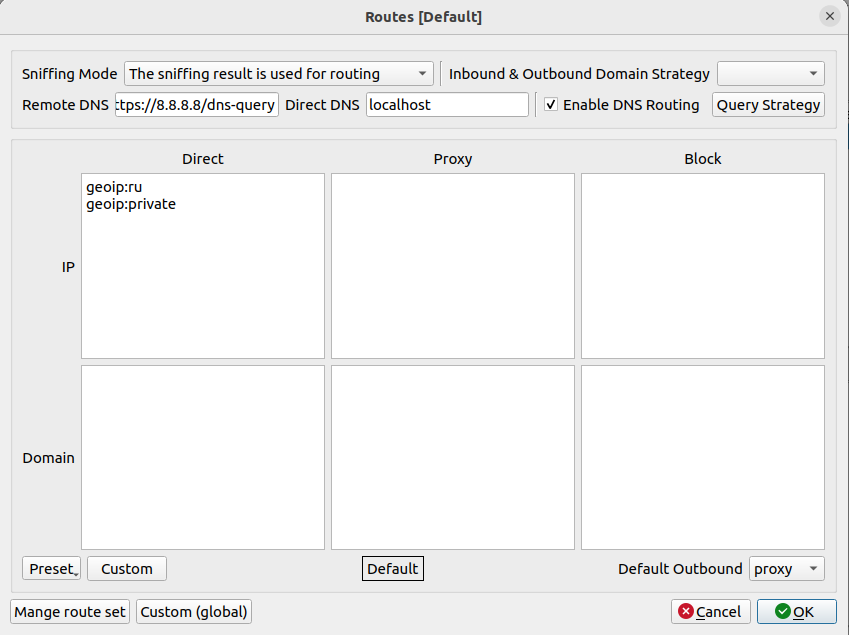 Routes [Default]
Sniffing Mode The sniffing result is used for routing Inbound & Outbound Domain Strategy
Remote DNS ttps://8.8.8.8/dns-query Direct DNS localhost Enable DNS Routing Query Strategy
Direct Proxy Block
geoip:ru
geoip:private
IP
Domain
Preset Custom Default Default Outbound proxy
Mange route set Custom (global) Cancel OK